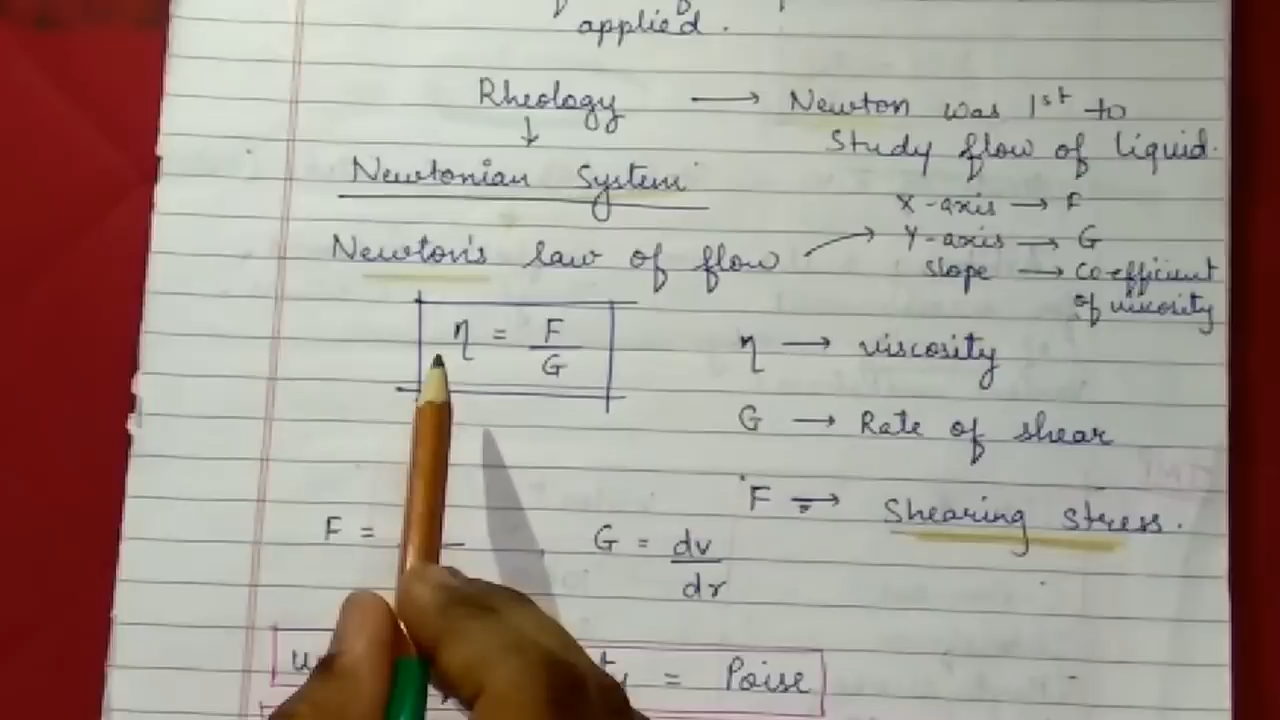 applied.
Rheology → Newton was 1st to
↓ study flow of liquid.
Newtonian System
X-axis → F
Newton's law of flow → Y-axis → G
slope → co-efficient
of viscosity
η = F/G
η → viscosity
G → Rate of shear
F → Shearing stress.
F =
G = dv/dr
= Poise